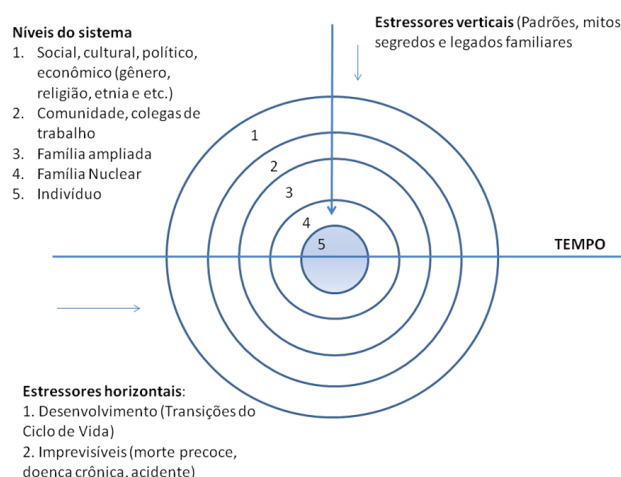 Níveis do sistema
1. Social, cultural, político,
econômico (gênero,
religião, etnia e etc.)
2. Comunidade, colegas de
trabalho
3. Família ampliada
4. Família Nuclear
5. Indivíduo
Estressores verticais (Padrões, mitos
segredos e legados familiares
1
2
3
4
5
TEMPO
Estressores horizontais:
1. Desenvolvimento (Transições do
Ciclo de Vida)
2. Imprevisíveis (morte precoce,
doença crônica, acidente)